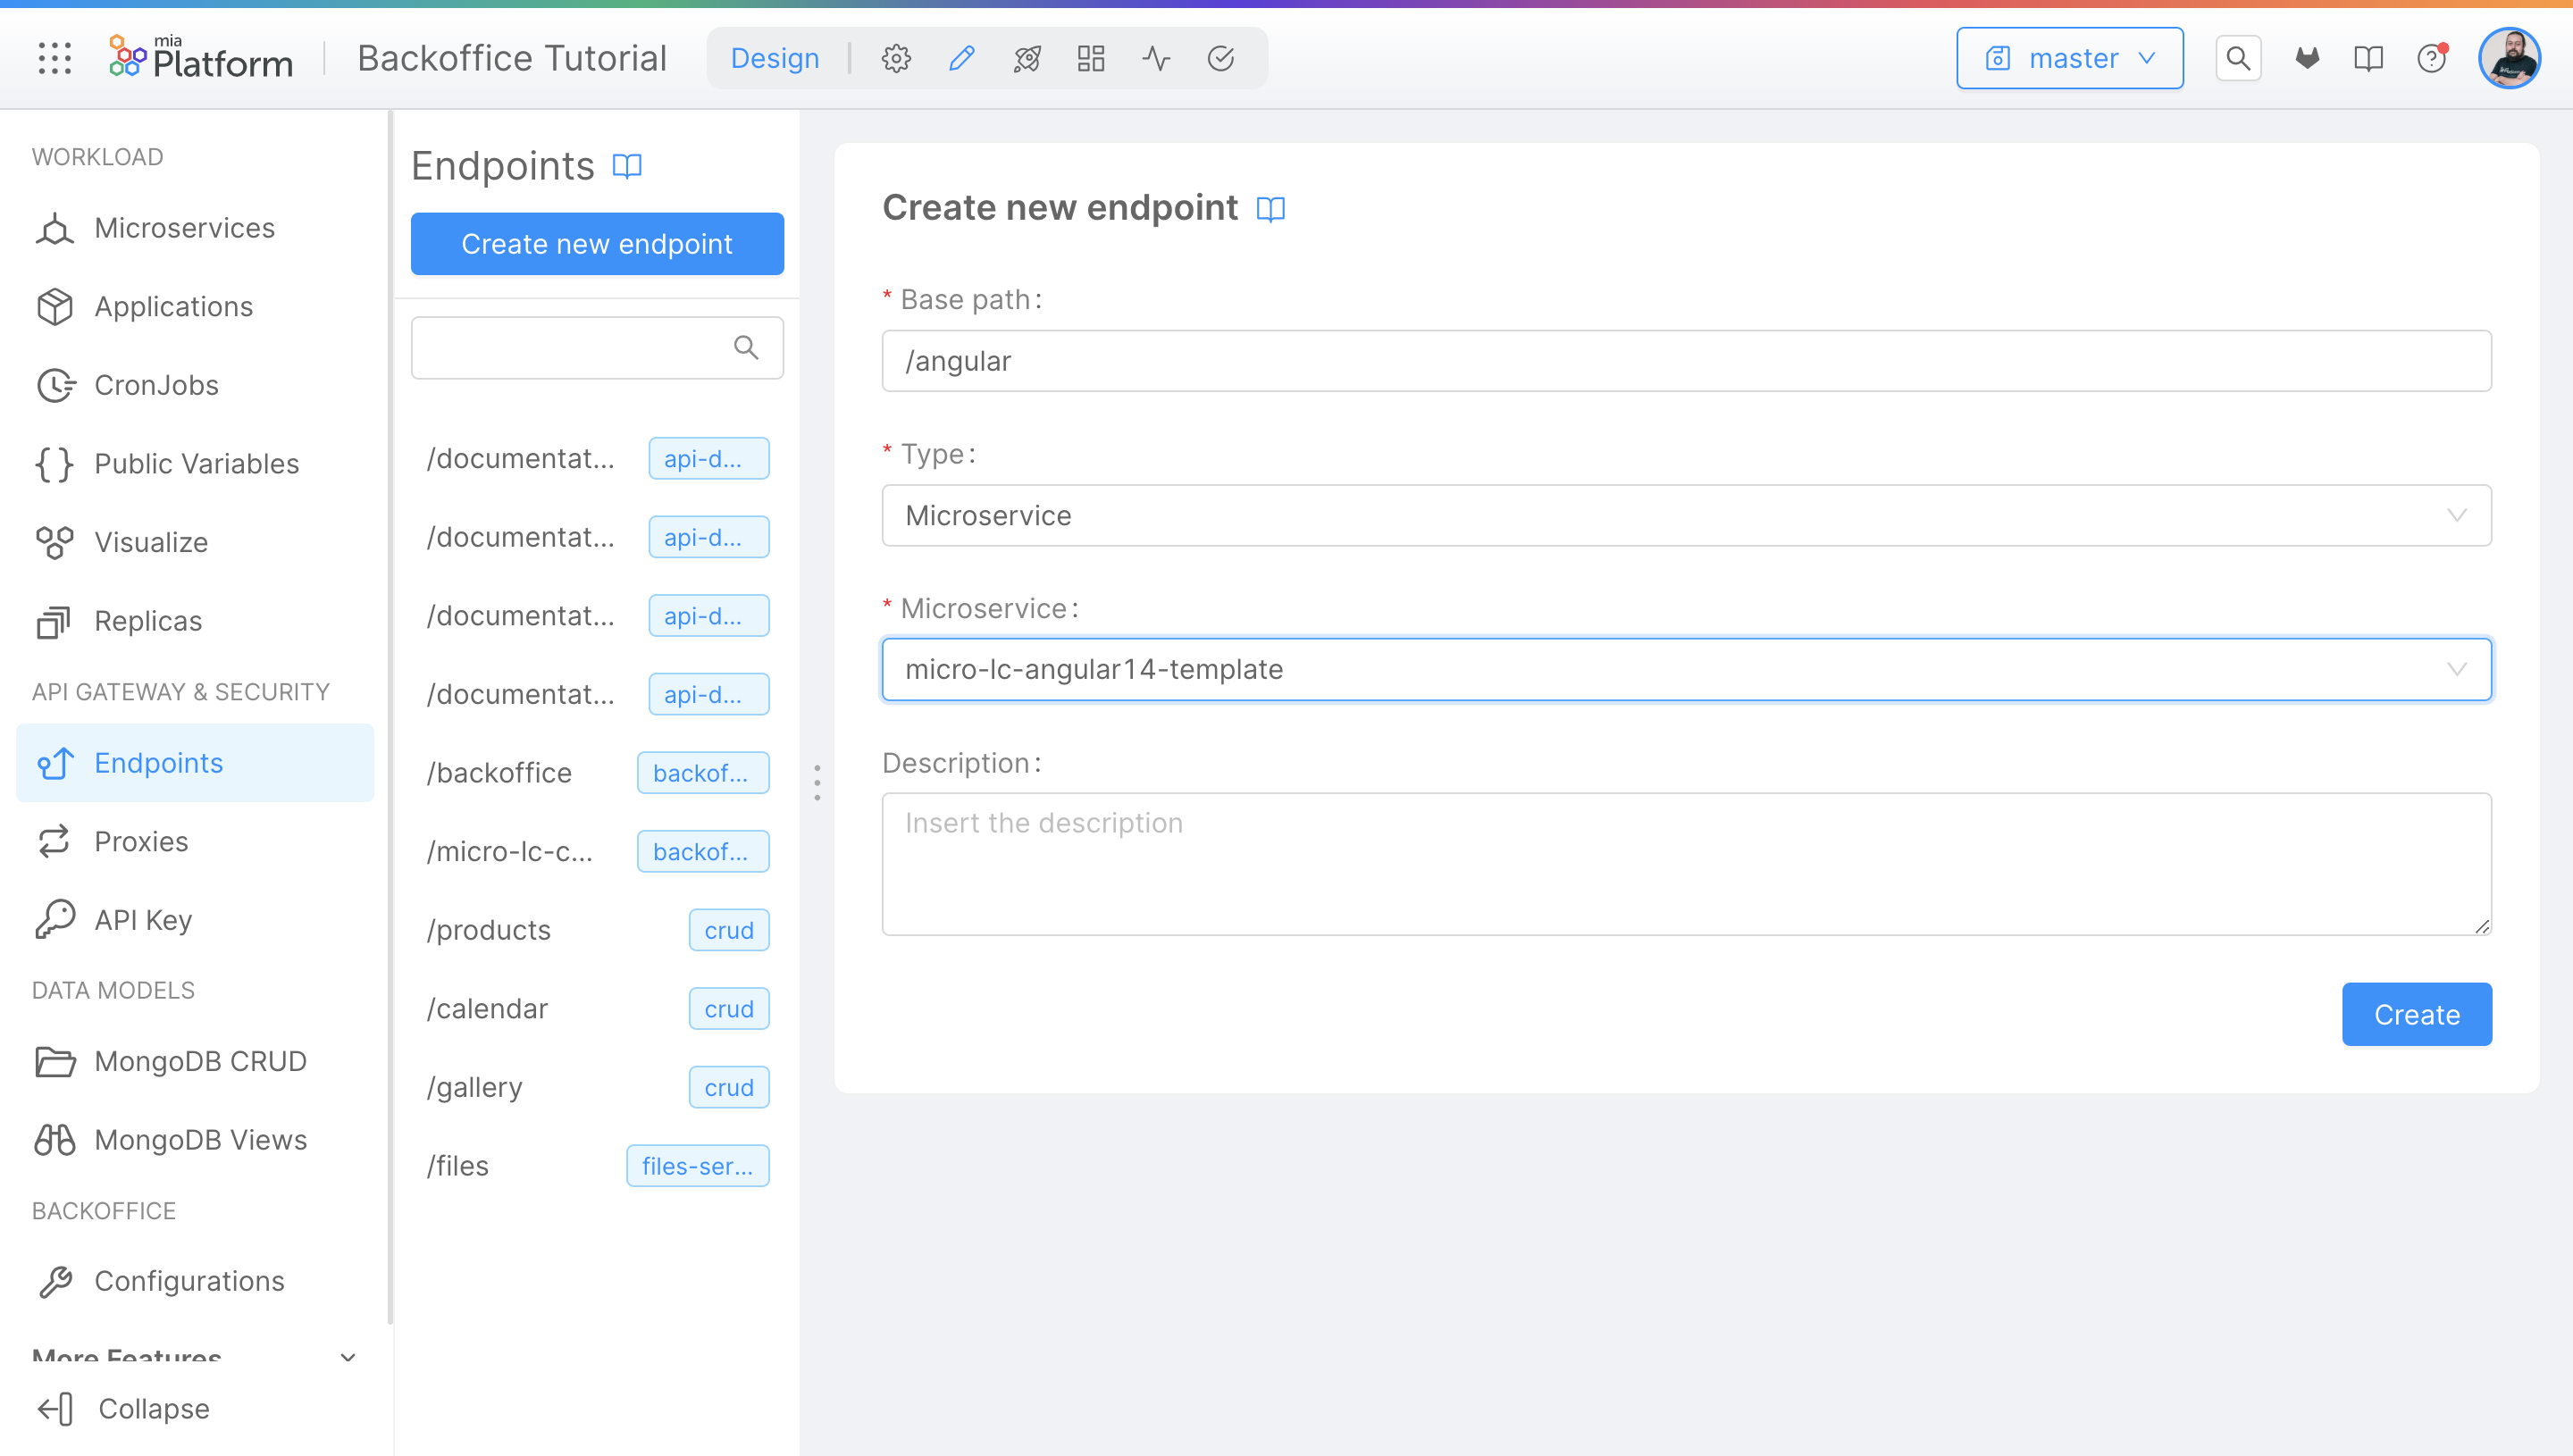 mia
Platform
Backoffice Tutorial
Design
master
WORKLOAD
Microservices
Applications
CronJobs
Public Variables
Visualize
Replicas
API GATEWAY & SECURITY
Endpoints
Proxies
API Key
DATA MODELS
MongoDB CRUD
MongoDB Views
BACKOFFICE
Configurations
More Features
Collapse
Endpoints
Create new endpoint
/documentat... api-d...
/documentat... api-d...
/documentat... api-d...
/documentat... api-d...
/backoffice backof...
/micro-lc-c... backof...
/products crud
/calendar crud
/gallery crud
/files files-ser...
Create new endpoint
* Base path:
/angular
* Type:
Microservice
* Microservice:
micro-lc-angular14-template
Description:
Insert the description
Create